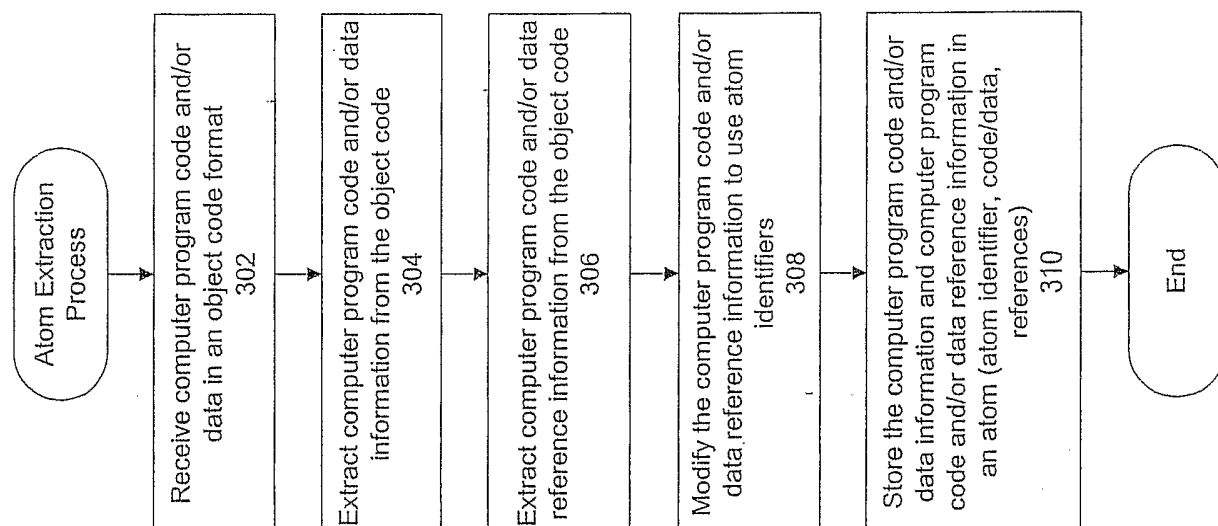 Atom Extraction
Process
Receive computer program code and/or
data in an object code format
302
Extract computer program code and/or data
information from the object code
304
Extract computer program code and/or data
reference information from the object code
306
Modify the computer program code and/or
data reference information to use atom
identifiers
308
Store the computer program code and/or
data information and computer program
code and/or data reference information in
an atom (atom identifier, code/data,
references)
310
End